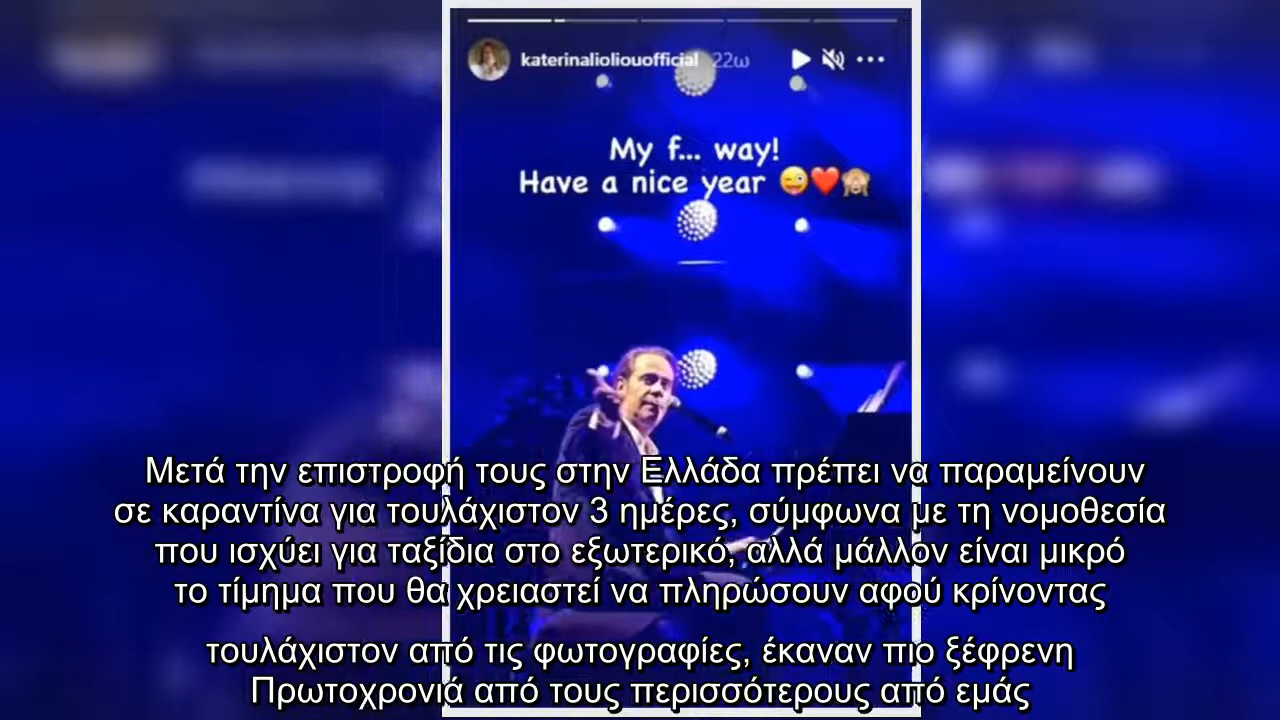 katerinalioliouofficial 22ω
My f... way!
Have a nice year 😜❤️🙈
Μετά την επιστροφή τους στην Ελλάδα πρέπει να παραμείνουν
σε καραντίνα για τουλάχιστον 3 ημέρες, σύμφωνα με τη νομοθεσία
που ισχύει για ταξίδια στο εξωτερικό, αλλά μάλλον είναι μικρό
το τίμημα που θα χρειαστεί να πληρώσουν αφού κρίνοντας
τουλάχιστον από τις φωτογραφίες, έκαναν πιο ξέφρενη
Πρωτοχρονιά από τους περισσότερους από εμάς